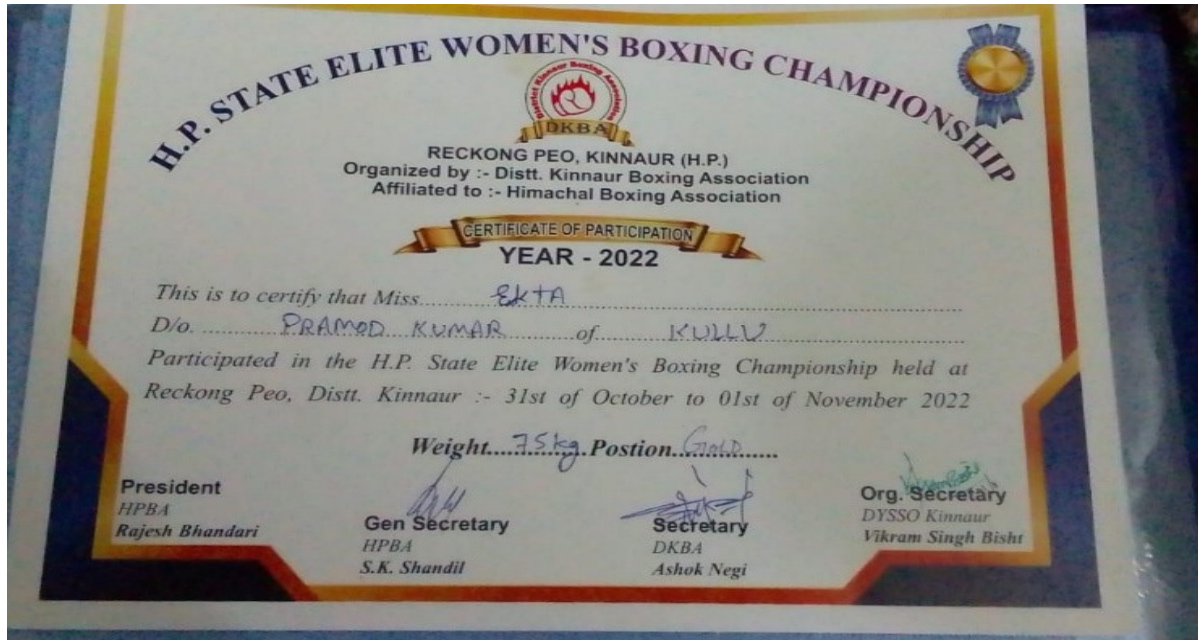 H.P. STATE ELITE WOMEN'S BOXING CHAMPIONSHIP
District Kinnaur Boxing Association
DKBA
RECKONG PEO, KINNAUR (H.P.)
Organized by :- Distt. Kinnaur Boxing Association
Affiliated to :- Himachal Boxing Association
CERTIFICATE OF PARTICIPATION
YEAR - 2022
This is to certify that Miss...... EKTA
D/o. ...... PRAMOD KUMAR ......of...... KULLU
Participated in the H.P. State Elite Women's Boxing Championship held at
Reckong Peo, Distt. Kinnaur :- 31st of October to 01st of November 2022
Weight...... 75kg. Postion...... GOLD ......
President
HPBA
Rajesh Bhandari
Gen Secretary
HPBA
S.K. Shandil
Secretary
DKBA
Ashok Negi
Org. Secretary
DYSSO Kinnaur
Vikram Singh Bisht